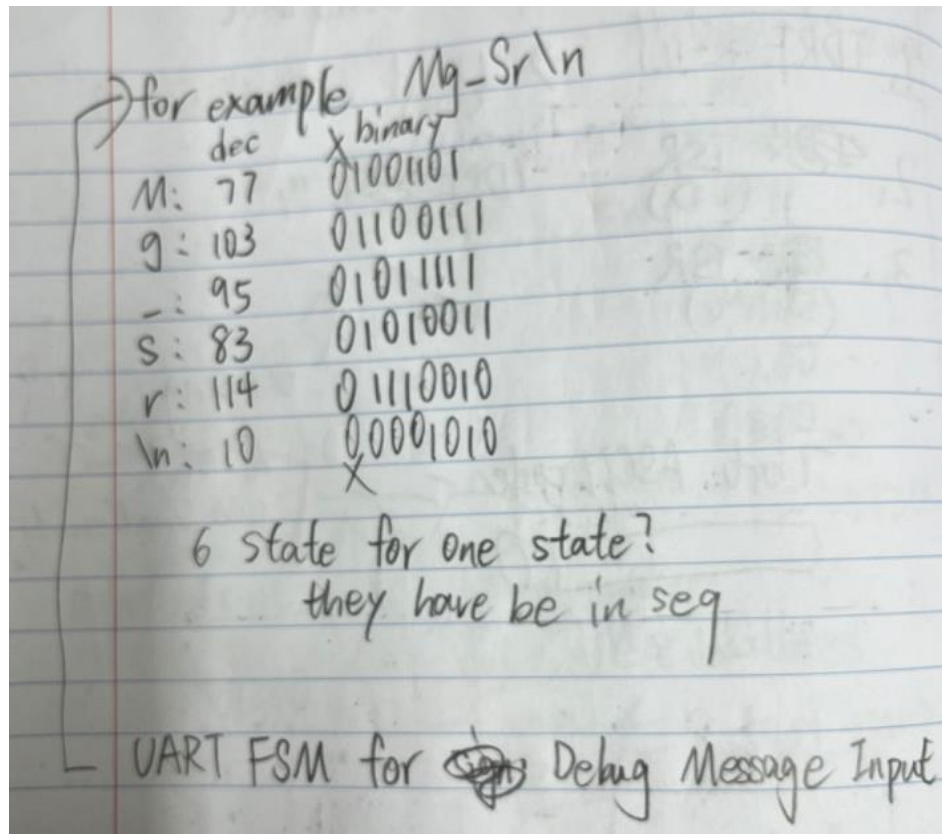 for example Mg_Sr\n
dec x binary
M: 77 01001101
g: 103 01100111
_: 95 01011111
S: 83 01010011
r: 114 01110010
\n: 10 00001010
x
6 state for one state?
they have be in seq
UART FSM for Debug Message Input